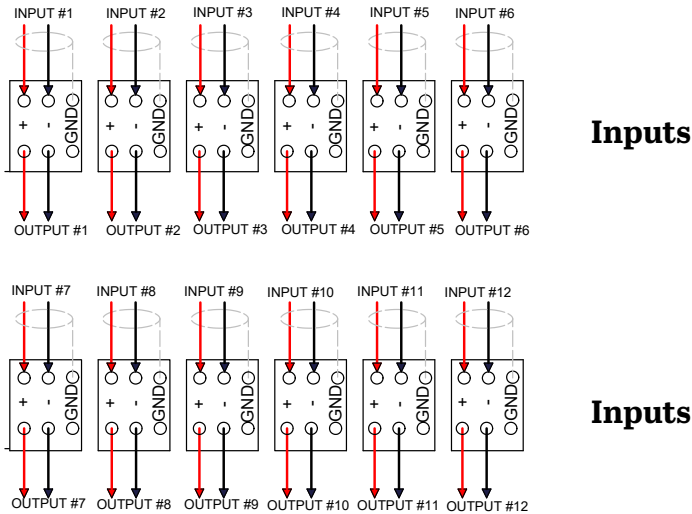 INPUT #1 INPUT #2 INPUT #3 INPUT #4 INPUT #5 INPUT #6
+ - GND + - GND + - GND + - GND + - GND + - GND
Inputs
OUTPUT #1 OUTPUT #2 OUTPUT #3 OUTPUT #4 OUTPUT #5 OUTPUT #6
INPUT #7 INPUT #8 INPUT #9 INPUT #10 INPUT #11 INPUT #12
+ - GND + - GND + - GND + - GND + - GND + - GND
Inputs
OUTPUT #7 OUTPUT #8 OUTPUT #9 OUTPUT #10 OUTPUT #11 OUTPUT #12